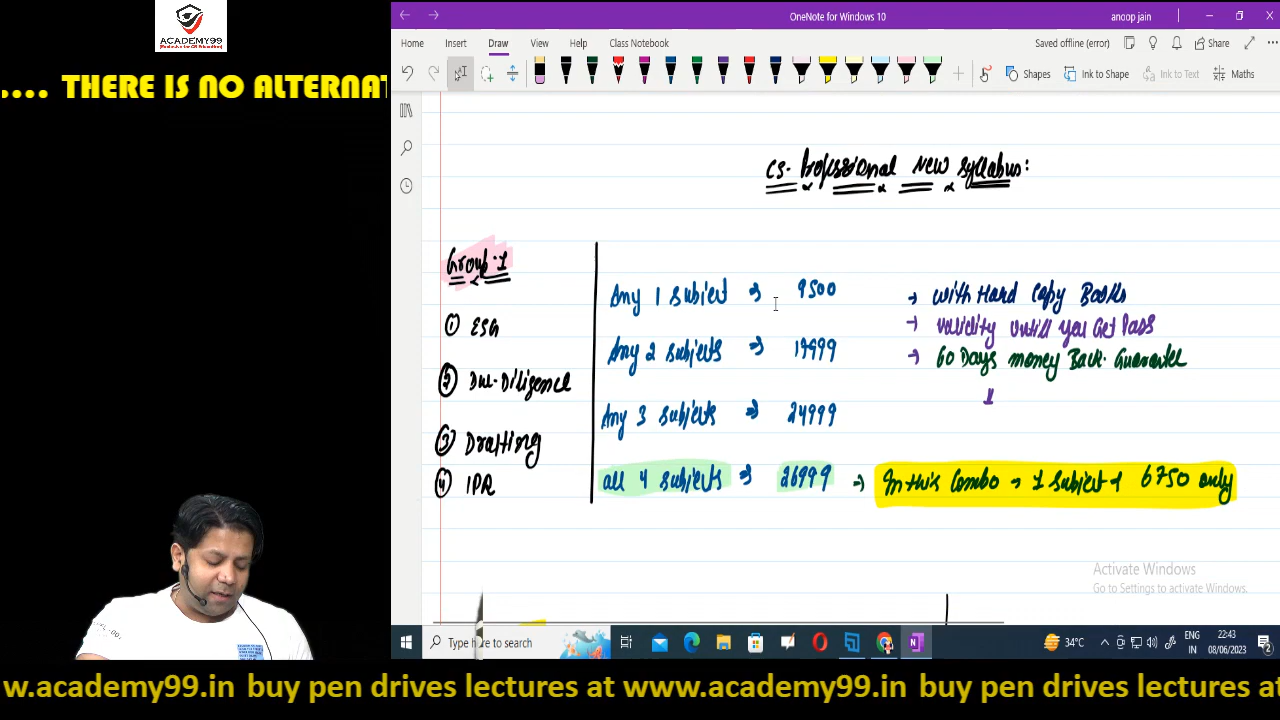 ACADEMY99
.... THERE IS NO ALTERNAT
OneNote for Windows 10
anoop jain
Home Insert Draw View Help Class Notebook
Saved offline (error)
Share
Shapes
Ink to Shape
Ink to Text
Maths
CS- Professional New Syllabus:
Group-1
① ESG
② Due-Diligence
③ Drafting
④ IPR
Any 1 Subject ⇒ 9500
Any 2 Subjects ⇒ 19999
Any 3 Subjects ⇒ 24999
all 4 Subjects ⇒ 26999 ⇒ In this Combo → 1 Subject 6750 only
→ With Hard Copy Books
→ Validity Untill you Get Pass
→ 60 Days money Back Guarantee
Activate Windows
Go to Settings to activate Windows.
Type here to search
34°C
ENG
IN
22:43
08/06/2023
w.academy99.in buy pen drives lectures at www.academy99.in buy pen drives lectures at